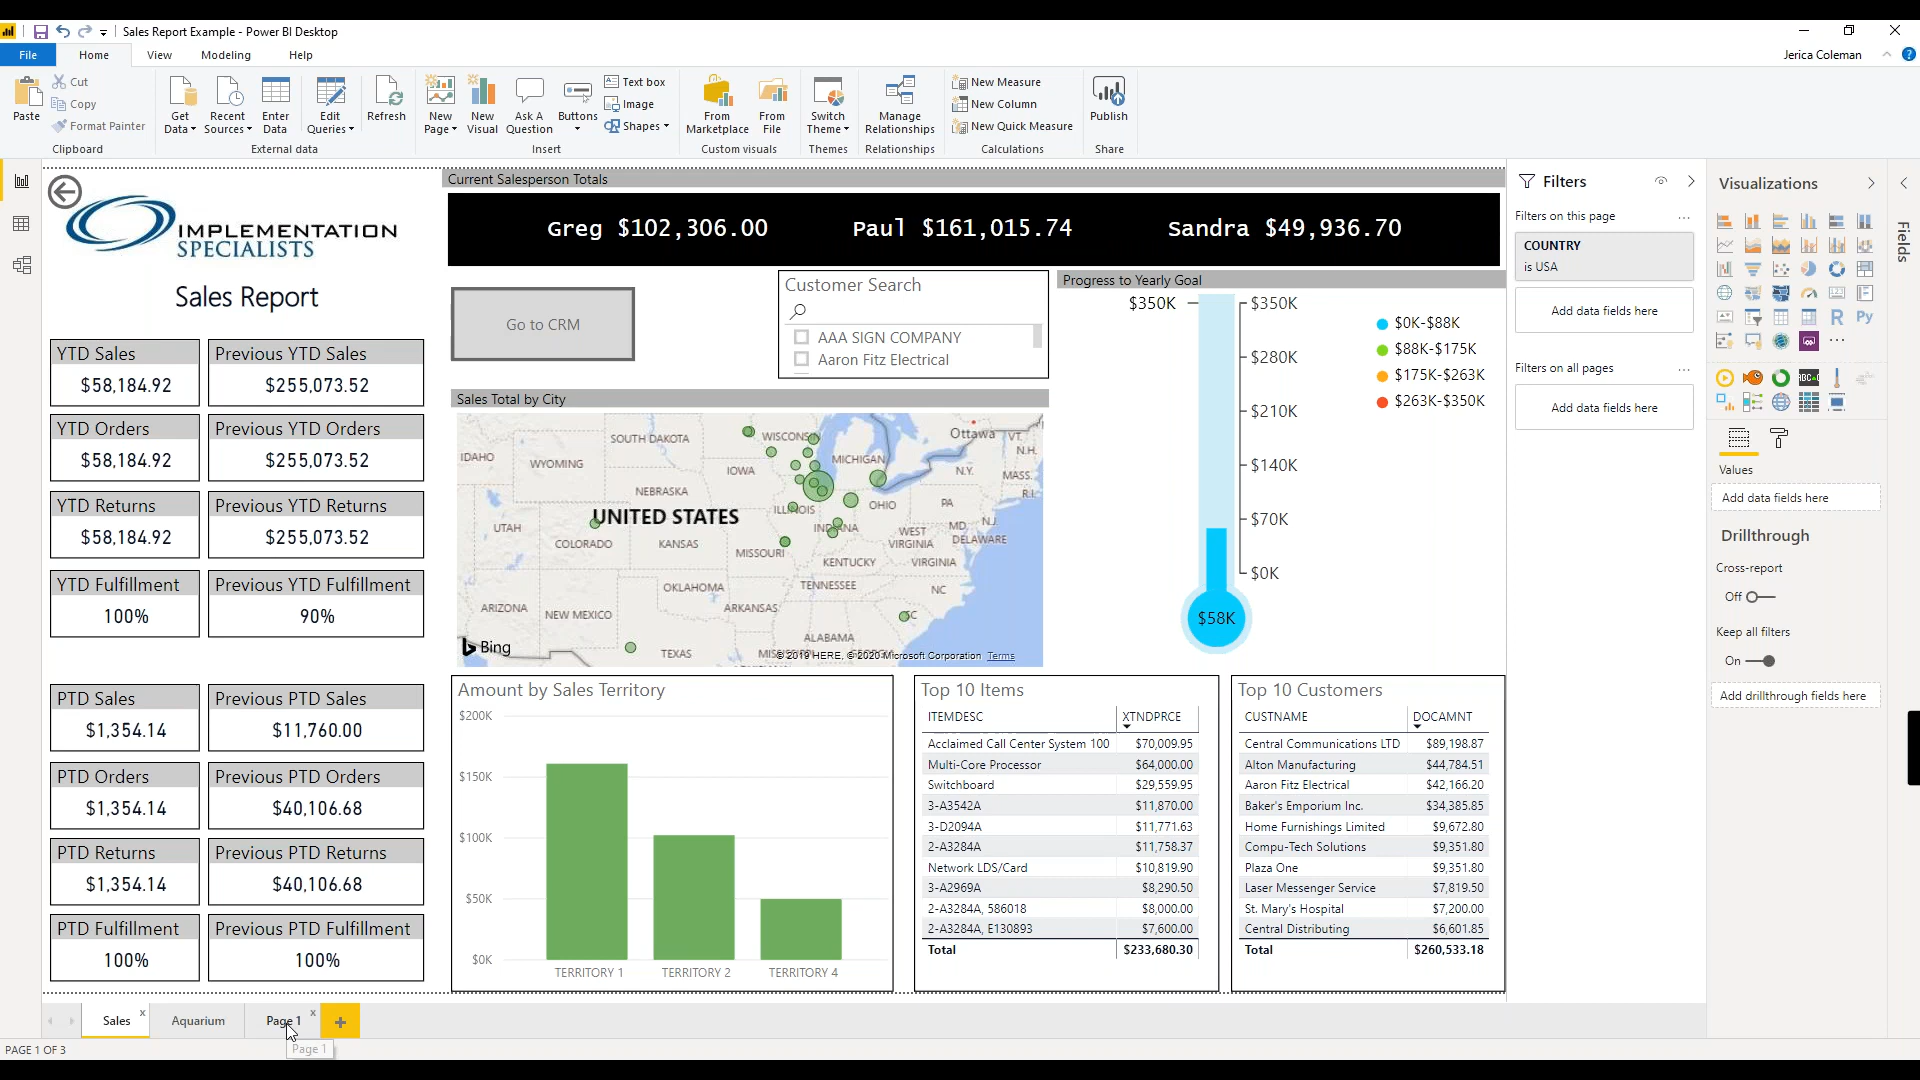 Sales Report Example - Power BI Desktop
File Home View Modeling Help Jerica Coleman
Paste
Cut
Copy
Format Painter
Clipboard
Get Data
Recent Sources
Enter Data
Edit Queries
Refresh
External data
New Page
New Visual
Ask A Question
Buttons
Text box
Image
Shapes
Insert
From Marketplace
From File
Custom visuals
Switch Theme
Themes
Manage Relationships
Relationships
New Measure
New Column
New Quick Measure
Calculations
Publish
Share
IMPLEMENTATION
SPECIALISTS
Sales Report
Current Salesperson Totals
Greg $102,306.00 Paul $161,015.74 Sandra $49,936.70
Go to CRM
Customer Search
AAA SIGN COMPANY
Aaron Fitz Electrical
YTD Sales
$58,184.92
Previous YTD Sales
$255,073.52
YTD Orders
$58,184.92
Previous YTD Orders
$255,073.52
YTD Returns
$58,184.92
Previous YTD Returns
$255,073.52
YTD Fulfillment
100%
Previous YTD Fulfillment
90%
PTD Sales
$1,354.14
Previous PTD Sales
$11,760.00
PTD Orders
$1,354.14
Previous PTD Orders
$40,106.68
PTD Returns
$1,354.14
Previous PTD Returns
$40,106.68
PTD Fulfillment
100%
Previous PTD Fulfillment
100%
Sales Total by City
SOUTH DAKOTA
WISCONSIN
Ottawa
VT.
N.H.
IDAHO
WYOMING
IOWA
MICHIGAN
N.Y.
MASS.
R.I.
NEBRASKA
ILLINOIS
OHIO
PA
UNITED STATES
INDIANA
MD.
N.J.
UTAH
COLORADO
KANSAS
MISSOURI
WEST VIRGINIA
DELAWARE
KENTUCKY
VIRGINIA
OKLAHOMA
TENNESSEE
NC
ARIZONA
NEW MEXICO
ARKANSAS
SC
ALABAMA
Bing
TEXAS
© 2019 HERE, © 2020 Microsoft Corporation Terms
Progress to Yearly Goal
$350K
$350K
$280K
$210K
$140K
$70K
$0K
$58K
$0K-$88K
$88K-$175K
$175K-$263K
$263K-$350K
Amount by Sales Territory
$200K
$150K
$100K
$50K
$0K
TERRITORY 1 TERRITORY 2 TERRITORY 4
Top 10 Items
ITEMDESC XTNDPRCE
Acclaimed Call Center System 100 $70,009.95
Multi-Core Processor $64,000.00
Switchboard $29,559.95
3-A3542A $11,870.00
3-D2094A $11,771.63
2-A3284A $11,758.37
Network LDS/Card $10,819.90
3-A2969A $8,290.50
2-A3284A, 586018 $8,000.00
2-A3284A, E130893 $7,600.00
Total $233,680.30
Top 10 Customers
CUSTNAME DOCAMNT
Central Communications LTD $89,198.87
Alton Manufacturing $44,784.51
Aaron Fitz Electrical $42,166.20
Baker's Emporium Inc. $34,385.85
Home Furnishings Limited $9,672.80
Compu-Tech Solutions $9,351.80
Plaza One $9,351.80
Laser Messenger Service $7,819.50
St. Mary's Hospital $7,200.00
Central Distributing $6,601.85
Total $260,533.18
Filters
Filters on this page
COUNTRY
is USA
Add data fields here
Filters on all pages
Add data fields here
Visualizations
R Py
Values
Add data fields here
Drillthrough
Cross-report
Off
Keep all filters
On
Add drillthrough fields here
Fields
Sales Aquarium Page 1
Page 1
PAGE 1 OF 3